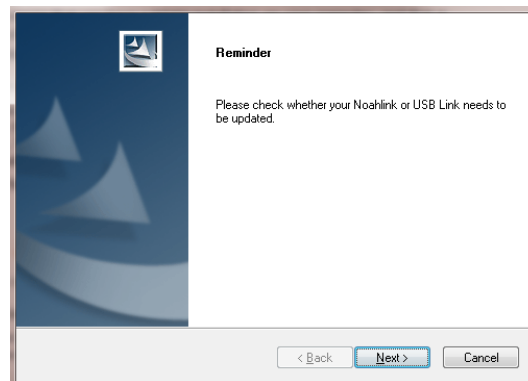 Reminder
Please check whether your Noahlink or USB Link needs to
be updated.
< Back
Next >
Cancel